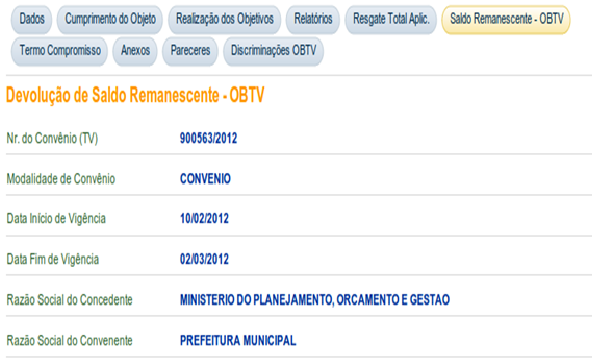 Dados Cumprimento do Objeto Realização dos Objetivos Relatórios Resgate Total Aplic. Saldo Remanescente - OBTV
Termo Compromisso Anexos Pareceres Discriminações OBTV
Devolução de Saldo Remanescente - OBTV
Nr. do Convênio (TV) 900563/2012
Modalidade de Convênio CONVENIO
Data Início de Vigência 10/02/2012
Data Fim de Vigência 02/03/2012
Razão Social do Concedente MINISTERIO DO PLANEJAMENTO, ORCAMENTO E GESTAO
Razão Social do Convenente PREFEITURA MUNICIPAL